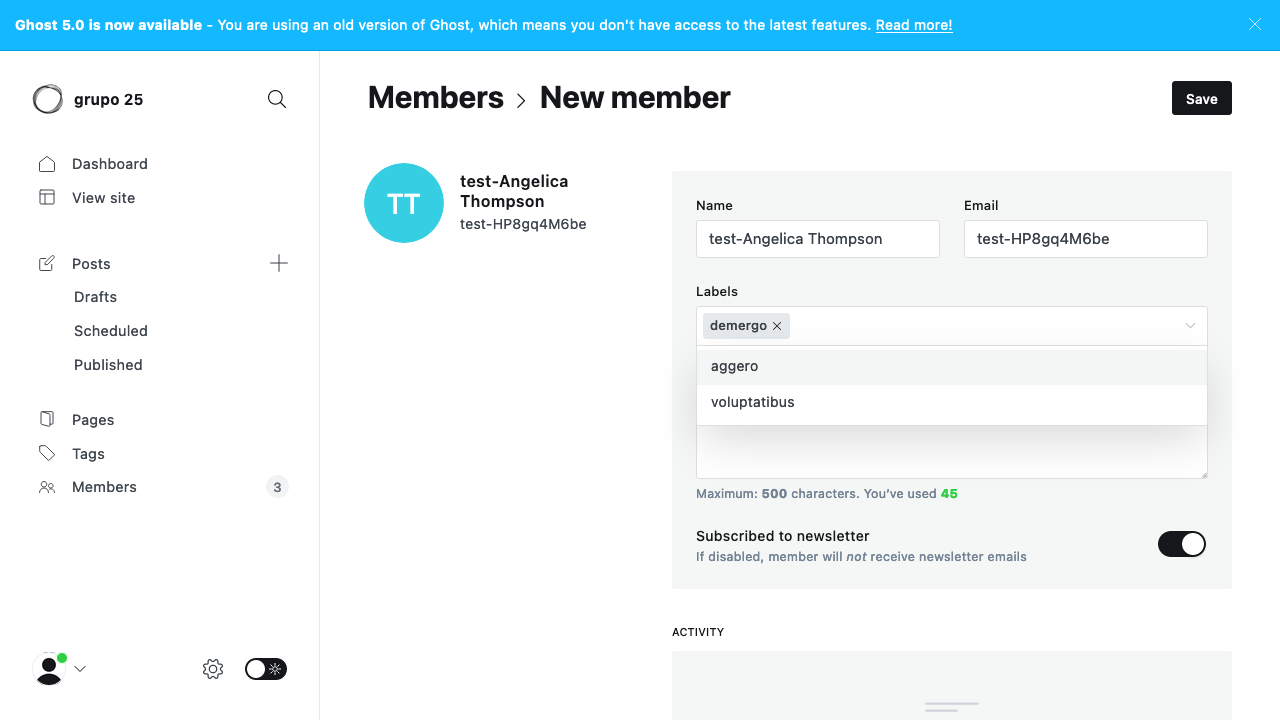 Ghost 5.0 is now available - You are using an old version of Ghost, which means you don't have access to the latest features. Read more!
grupo 25
Dashboard
View site
Posts
Drafts
Scheduled
Published
Pages
Tags
Members
3
Members > New member
Save
TT
test-Angelica
Thompson
test-HP8gq4M6be
Name
Email
test-Angelica Thompson
test-HP8gq4M6be
Labels
demergo ×
aggero
voluptatibus
Maximum: 500 characters. You've used 45
Subscribed to newsletter
If disabled, member will not receive newsletter emails
ACTIVITY